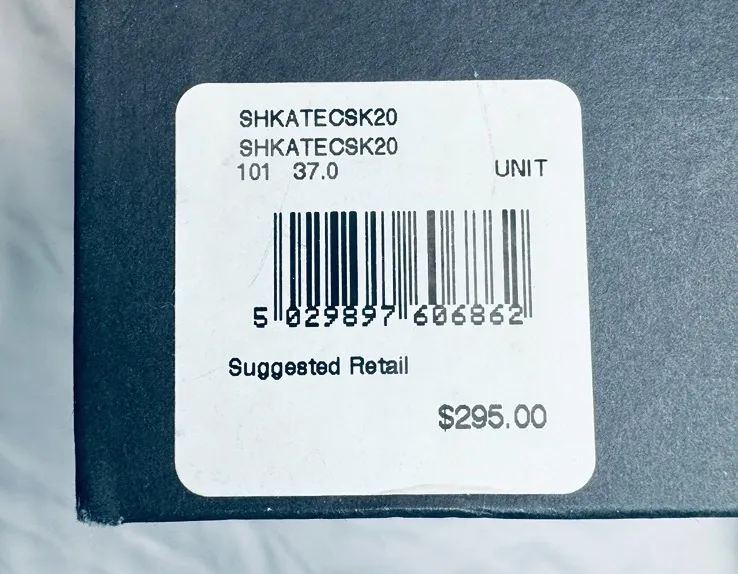 SHKATECSK20
SHKATECSK20
101 37.0 UNIT
5 029897 606862
Suggested Retail
$295.00